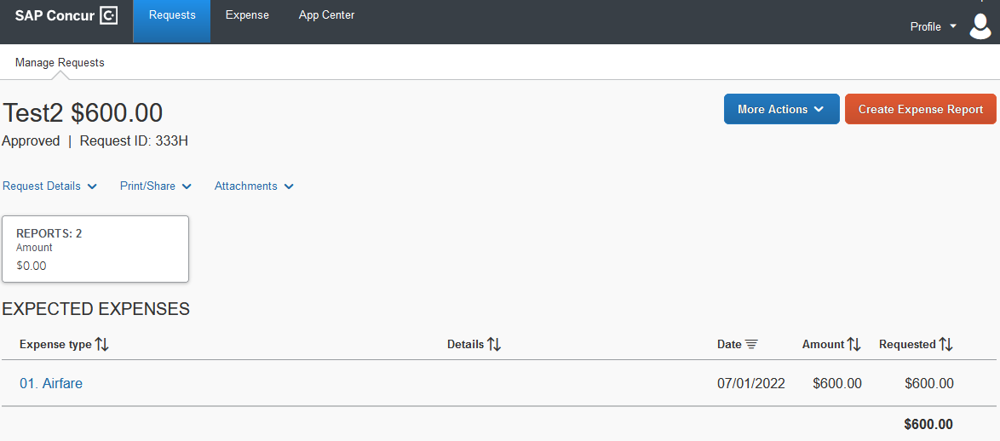 SAP Concur C
Requests Expense App Center
Profile
Manage Requests
Test2 $600.00
More Actions Create Expense Report
Approved | Request ID: 333H
Request Details Print/Share Attachments
REPORTS: 2
Amount
$0.00
EXPECTED EXPENSES
Expense type Details Date Amount Requested
01. Airfare 07/01/2022 $600.00 $600.00
$600.00